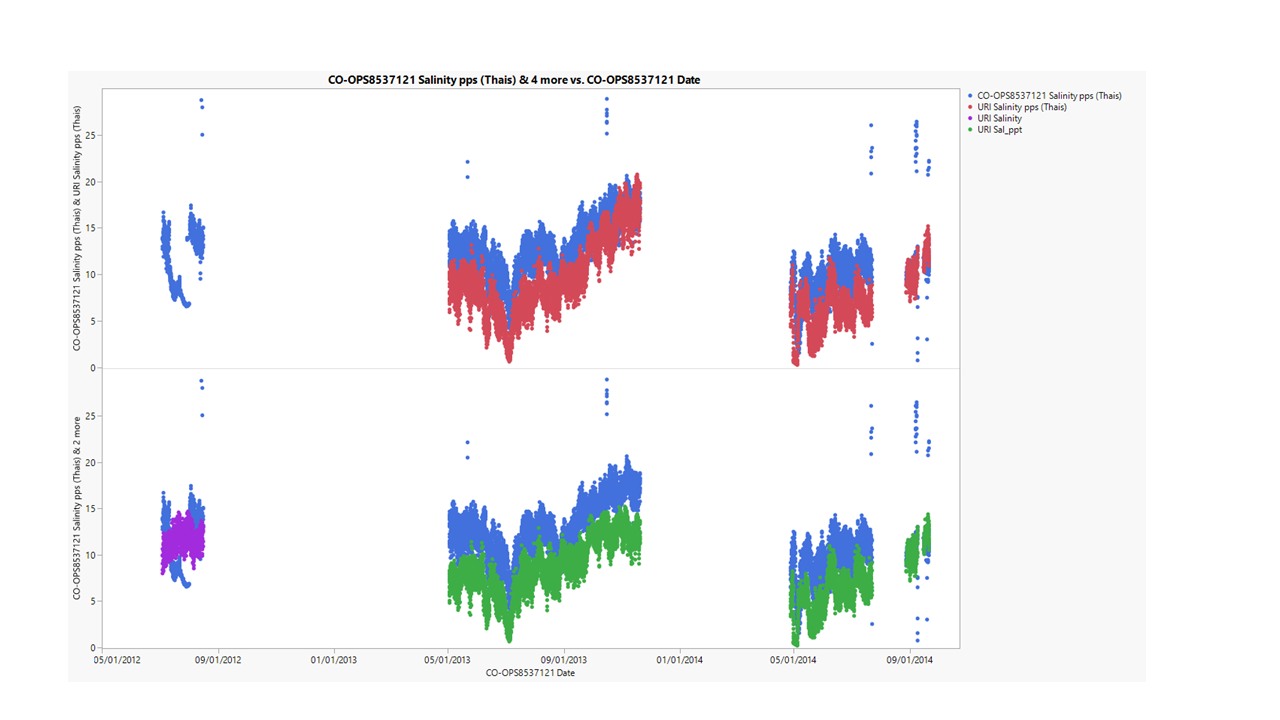 CO-OPS8537121 Salinity pps (Thais) & 4 more vs. CO-OPS8537121 Date
CO-OPS8537121 Salinity pps (Thais)
URI Salinity pps (Thais)
URI Salinity
URI Sal_ppt
CO-OPS8537121 Salinity pps (Thais) & URI Salinity pps (Thais)
25
20
15
10
5
0
CO-OPS8537121 Salinity pps (Thais) & 2 more
25
20
15
10
5
0
05/01/2012 09/01/2012 01/01/2013 05/01/2013 09/01/2013 01/01/2014 05/01/2014 09/01/2014
CO-OPS8537121 Date